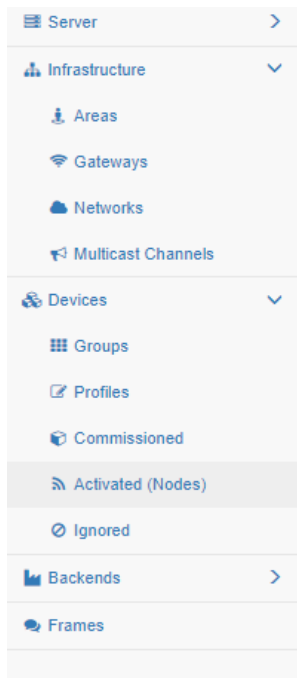 Server
Infrastructure
Areas
Gateways
Networks
Multicast Channels
Devices
Groups
Profiles
Commissioned
Activated (Nodes)
Ignored
Backends
Frames